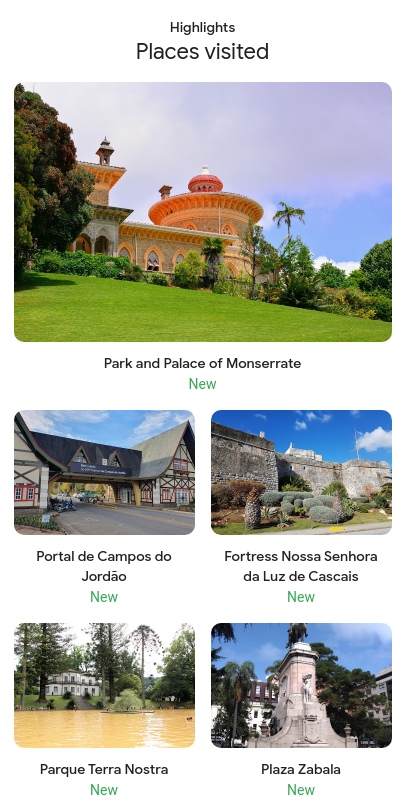 Highlights
Places visited
Park and Palace of Monserrate
New
Portal de Campos do
Jordão
New
Fortress Nossa Senhora
da Luz de Cascais
New
Parque Terra Nostra
New
Plaza Zabala
New